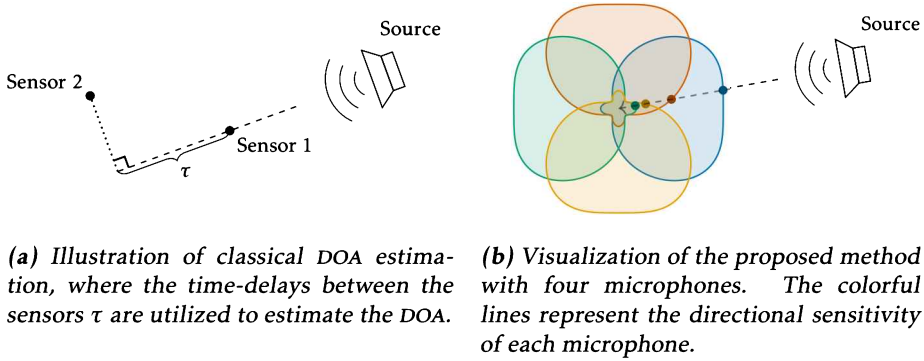 Source
Sensor 2
Sensor 1
τ
Source
(a) Illustration of classical DOA estima-
tion, where the time-delays between the
sensors τ are utilized to estimate the DOA.
(b) Visualization of the proposed method
with four microphones. The colorful
lines represent the directional sensitivity
of each microphone.